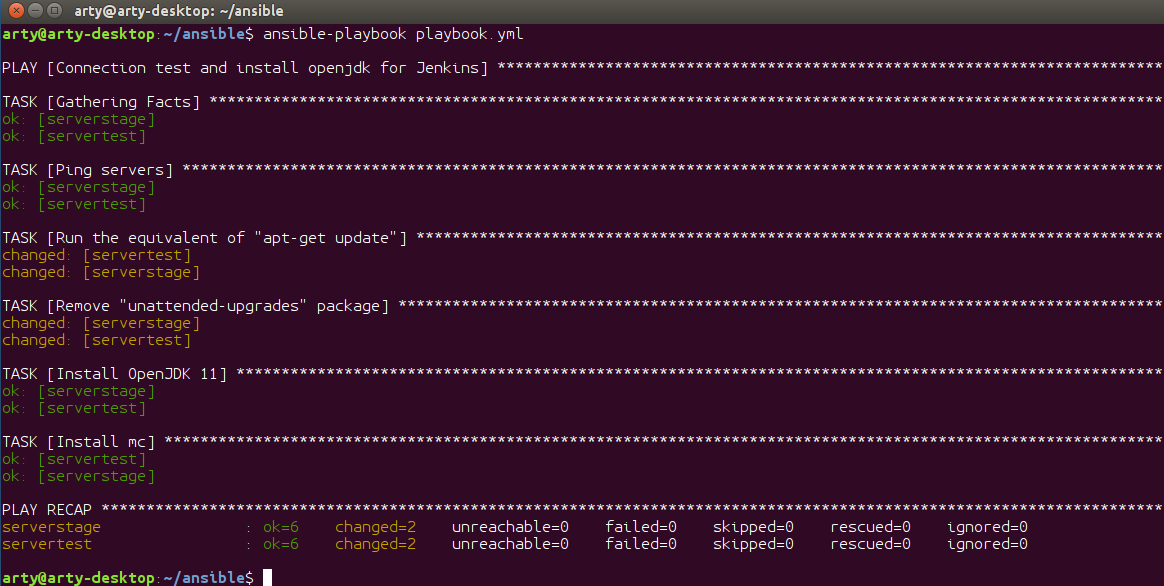 arty@arty-desktop: ~/ansible
arty@arty-desktop:~/ansible$ ansible-playbook playbook.yml
PLAY [Connection test and install openjdk for Jenkins] **************************************************************************
TASK [Gathering Facts] **********************************************************************************************************
ok: [serverstage]
ok: [servertest]
TASK [Ping servers] *************************************************************************************************************
ok: [serverstage]
ok: [servertest]
TASK [Run the equivalent of "apt-get update"] ***********************************************************************************
changed: [servertest]
changed: [serverstage]
TASK [Remove "unattended-upgrades" package] *************************************************************************************
changed: [serverstage]
changed: [servertest]
TASK [Install OpenJDK 11] *******************************************************************************************************
ok: [serverstage]
ok: [servertest]
TASK [Install mc] ***************************************************************************************************************
ok: [servertest]
ok: [serverstage]
PLAY RECAP **********************************************************************************************************************
serverstage                : ok=6    changed=2    unreachable=0    failed=0    skipped=0    rescued=0    ignored=0
servertest                 : ok=6    changed=2    unreachable=0    failed=0    skipped=0    rescued=0    ignored=0
arty@arty-desktop:~/ansible$